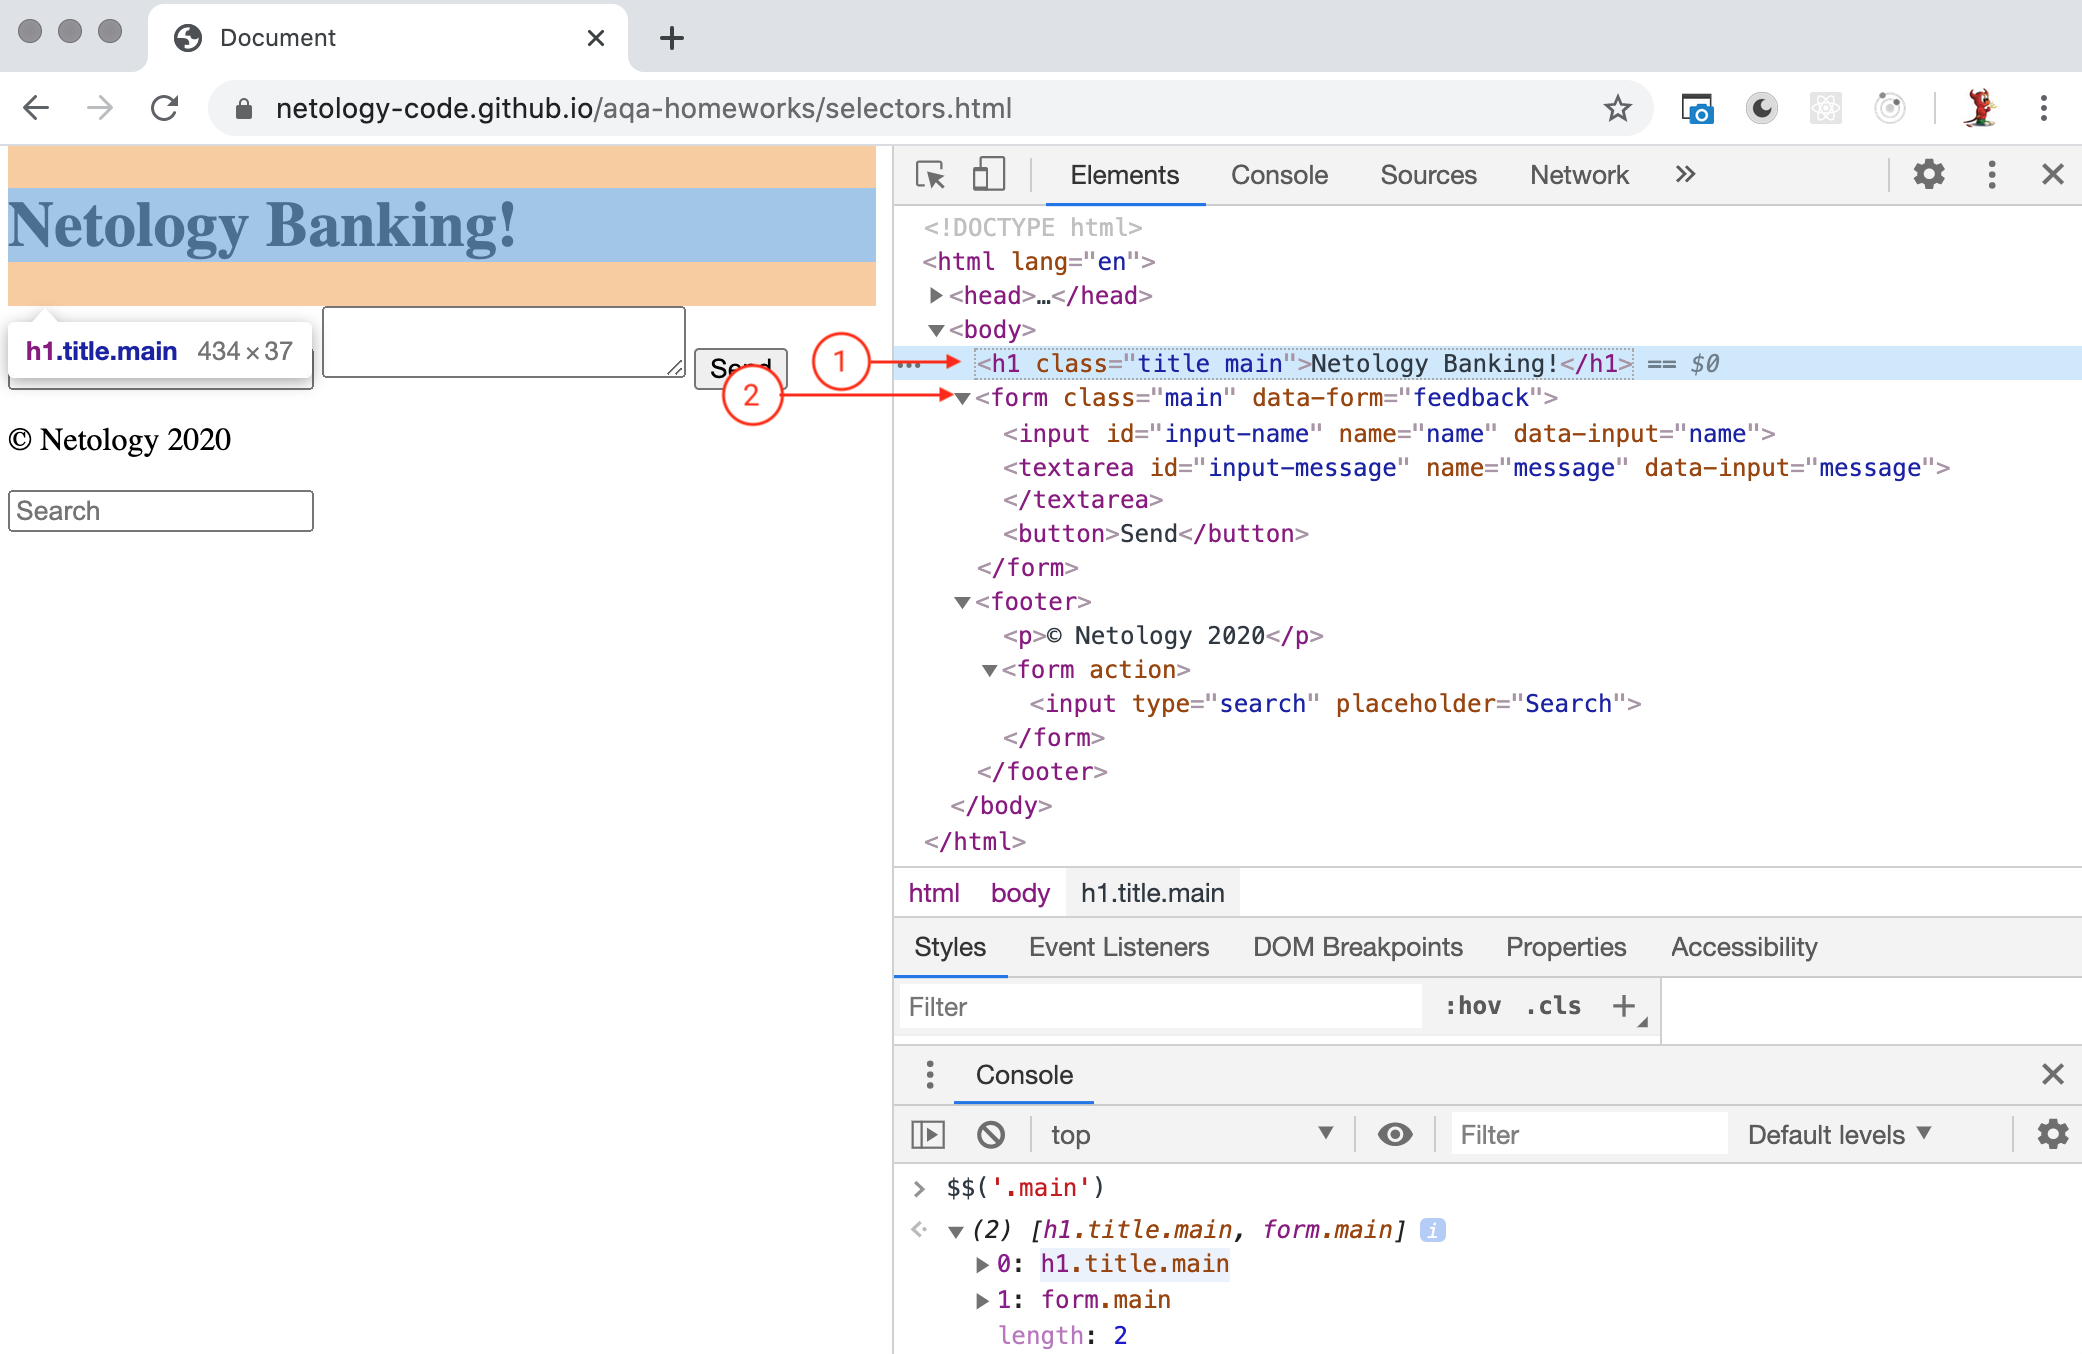 Document
netology-code.github.io/aqa-homeworks/selectors.html
Netology Banking!
h1.title.main 434 × 37
Send
© Netology 2020
Search
1
2
Elements Console Sources Network »
<!DOCTYPE html>
<html lang="en">
<head>…</head>
<body>
<h1 class="title main">Netology Banking!</h1> == $0
<form class="main" data-form="feedback">
<input id="input-name" name="name" data-input="name">
<textarea id="input-message" name="message" data-input="message">
</textarea>
<button>Send</button>
</form>
<footer>
<p>© Netology 2020</p>
<form action>
<input type="search" placeholder="Search">
</form>
</footer>
</body>
</html>
html body h1.title.main
Styles Event Listeners DOM Breakpoints Properties Accessibility
Filter :hov .cls +
Console
top Filter Default levels
> $$('.main')
(2) [h1.title.main, form.main] i
0: h1.title.main
1: form.main
length: 2